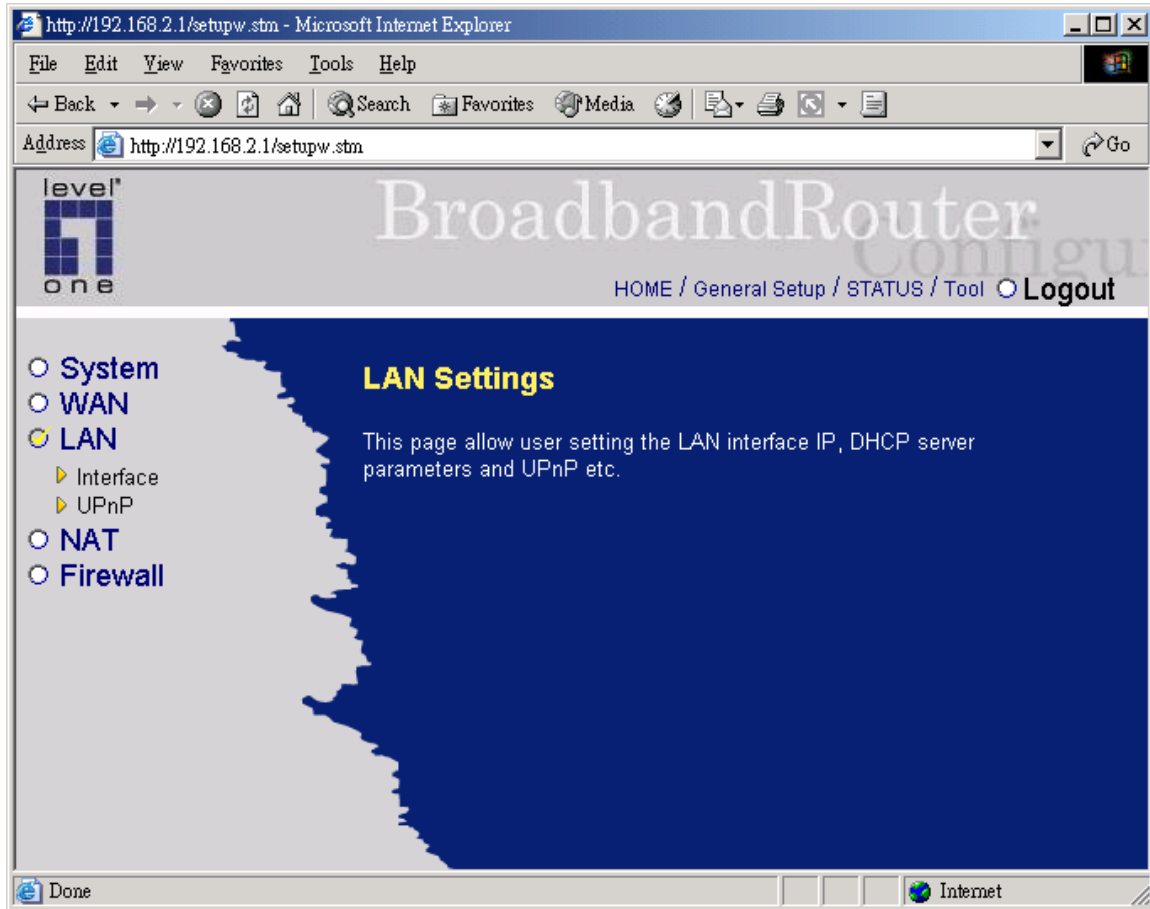 http://192.168.2.1/setupw.stm - Microsoft Internet Explorer
File Edit View Favorites Tools Help
Back Search Favorites Media
Address http://192.168.2.1/setupw.stm Go
level
one
BroadbandRouter
Configu
HOME / General Setup / STATUS / Tool Logout
System
WAN
LAN
Interface
UPnP
NAT
Firewall
LAN Settings
This page allow user setting the LAN interface IP, DHCP server
parameters and UPnP etc.
Done Internet